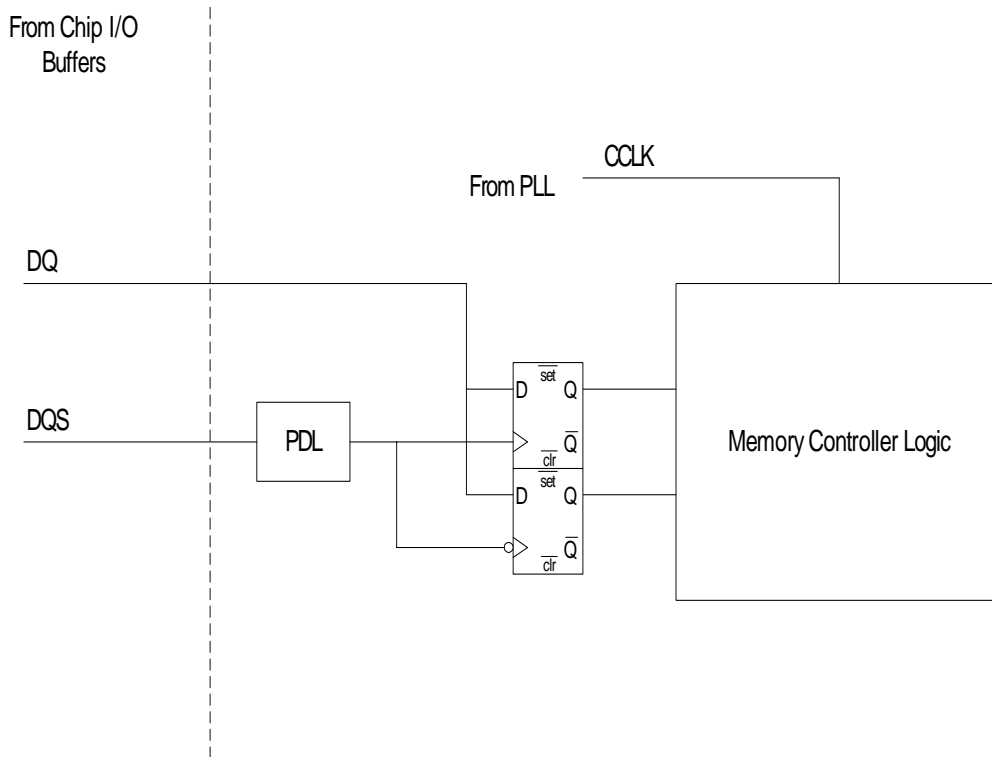 From Chip I/O
Buffers
CCLK
From PLL
DQ
DQS
PDL
D set Q
Q
clr
D set Q
Q
clr
Memory Controller Logic